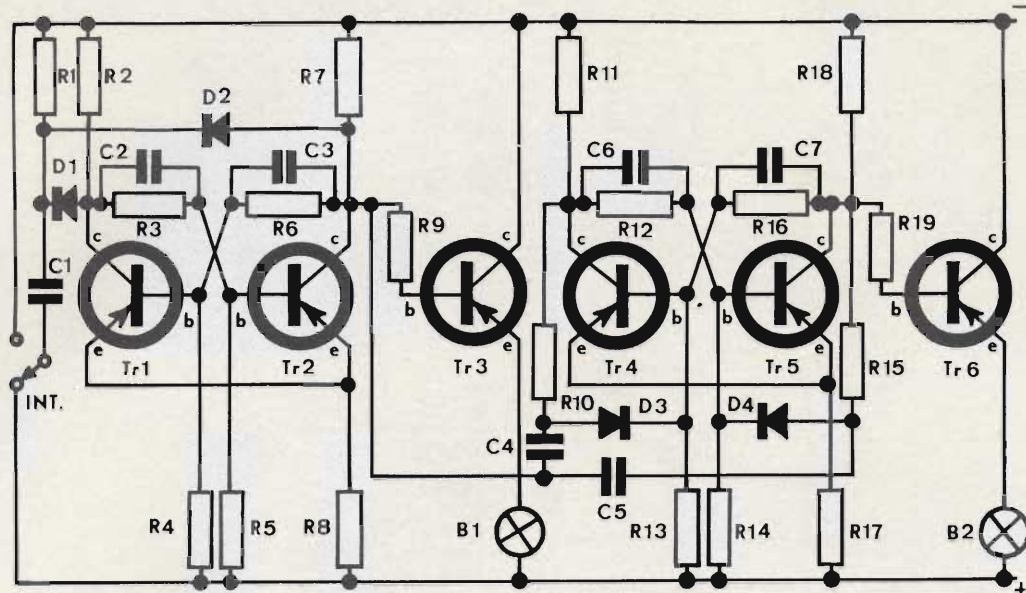 −
R1
R2
R7
R11
R18
D2
D1
C2
C3
C6
C7
R3
R6
R9
R12
R16
R19
C1
c
c
c
c
c
c
b
b
b
b
b
b
e
e
e
e
e
e
Tr1
Tr2
Tr3
Tr4
Tr5
Tr6
INT.
R10
D3
D4
R15
C4
C5
R4
R5
R8
B1
R13
R14
R17
B2
+